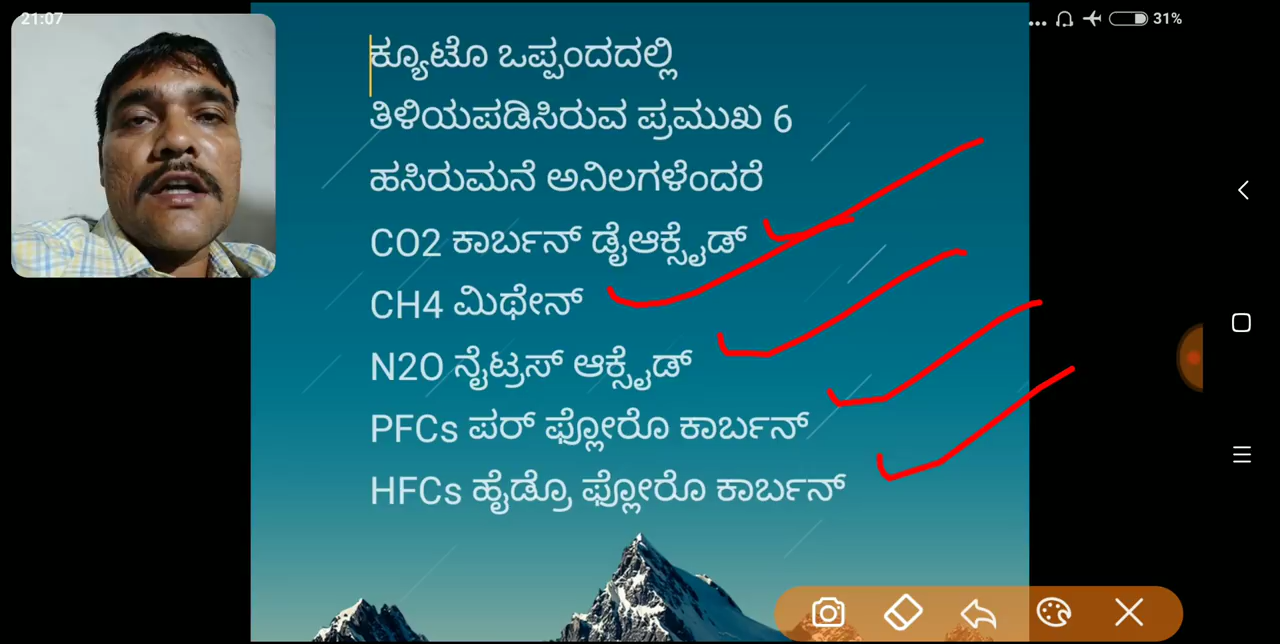 21:07
31%
ಕ್ಯೂಟೊ ಒಪ್ಪಂದದಲ್ಲಿ
ತಿಳಿಯಪಡಿಸಿರುವ ಪ್ರಮುಖ 6
ಹಸಿರುಮನೆ ಅನಿಲಗಳೆಂದರೆ
CO2 ಕಾರ್ಬನ್ ಡೈಆಕ್ಸೈಡ್
CH4 ಮಿಥೇನ್
N2O ನೈಟ್ರಸ್ ಆಕ್ಸೈಡ್
PFCs ಪರ್ ಫ್ಲೋರೊ ಕಾರ್ಬನ್
HFCs ಹೈಡ್ರೊ ಫ್ಲೋರೊ ಕಾರ್ಬನ್